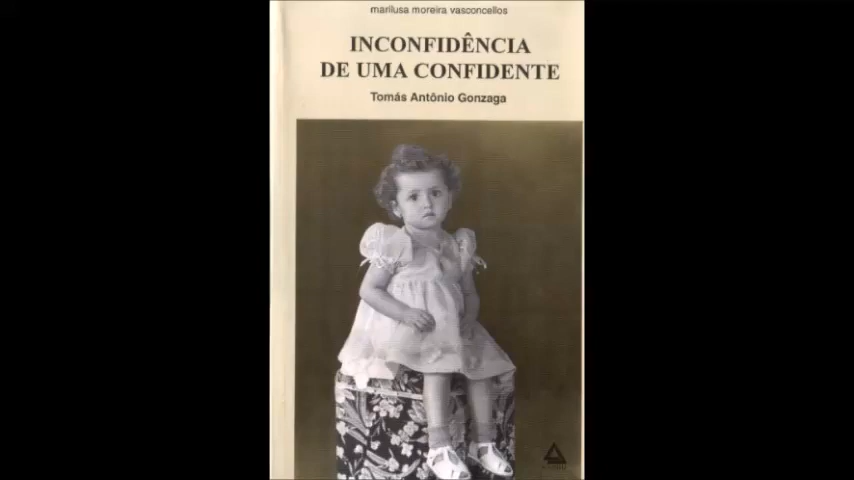 marilusa moreira vasconcellos
INCONFIDÊNCIA
DE UMA CONFIDENTE
Tomás Antônio Gonzaga